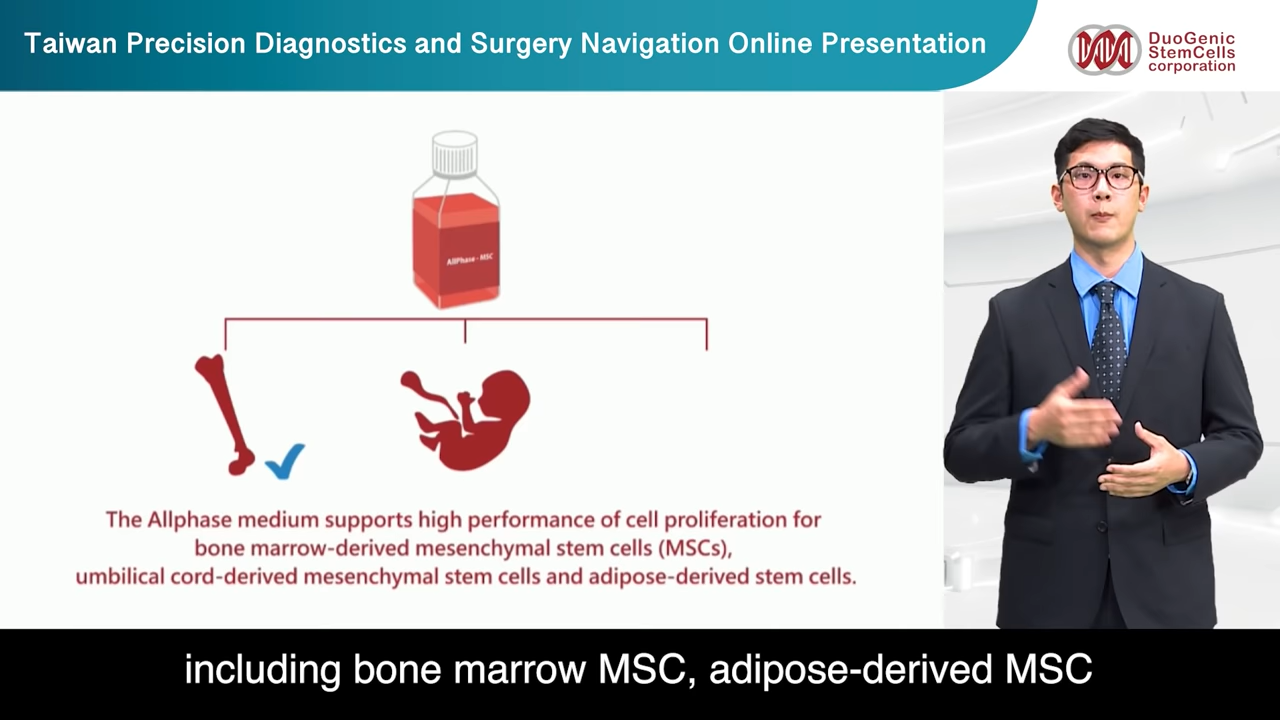 Taiwan Precision Diagnostics and Surgery Navigation Online Presentation
DuoGenic
StemCells
corporation
AllPhase - MSC
The Allphase medium supports high performance of cell proliferation for
bone marrow-derived mesenchymal stem cells (MSCs),
umbilical cord-derived mesenchymal stem cells and adipose-derived stem cells.
including bone marrow MSC, adipose-derived MSC